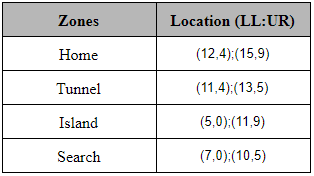 Zones Location (LL:UR)
Home (12,4);(15,9)
Tunnel (11,4);(13,5)
Island (5,0);(11,9)
Search (7,0);(10,5)